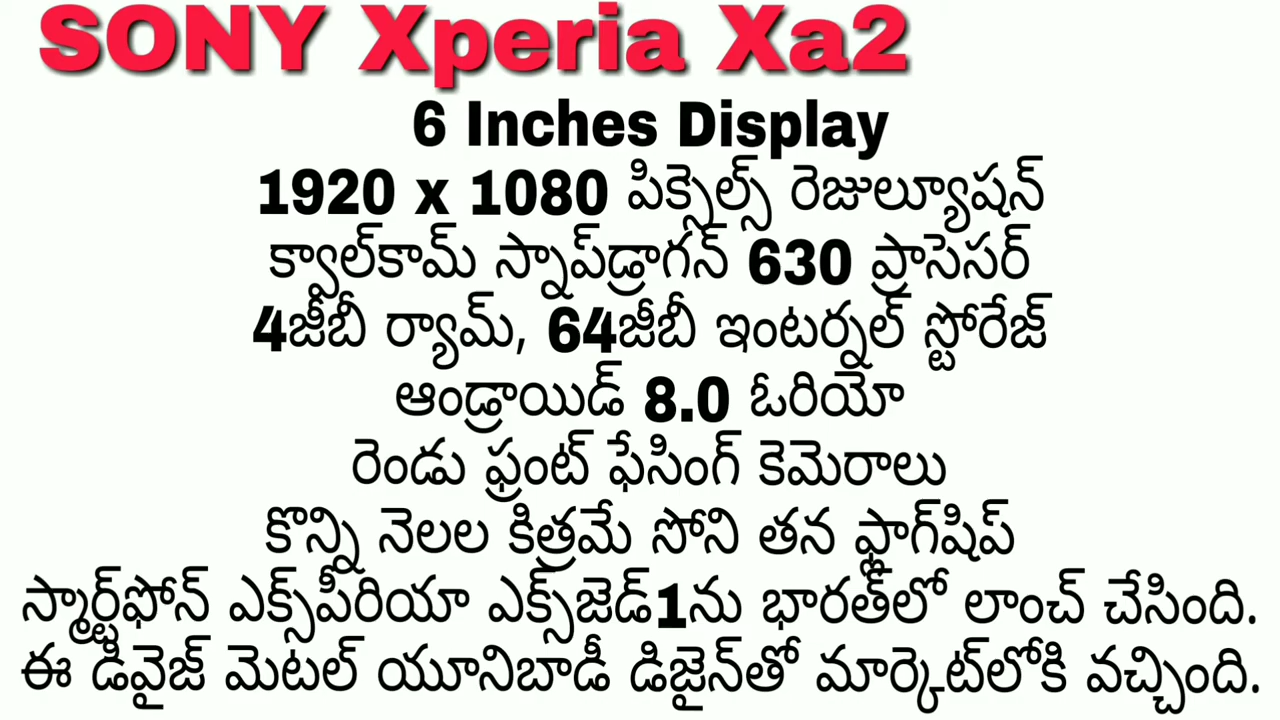 SONY Xperia Xa2
6 Inches Display
1920 x 1080 పిక్సెల్స్ రెజుల్యూషన్
క్వాల్‌కామ్ స్నాప్‌డ్రాగన్ 630 ప్రాసెసర్
4జీబీ ర్యామ్, 64జీబీ ఇంటర్నల్ స్టోరేజ్
ఆండ్రాయిడ్ 8.0 ఓరియో
రెండు ఫ్రంట్ ఫేసింగ్ కెమెరాలు
కొన్ని నెలల కిత్రమే సోని తన ఫ్లాగ్‌షిప్
స్మార్ట్‌ఫోన్ ఎక్స్‌పీరియా ఎక్స్‌జెడ్1ను భారత్‌లో లాంచ్ చేసింది.
ఈ డివైజ్ మెటల్ యూనిబాడీ డిజైన్‌తో మార్కెట్‌లోకి వచ్చింది.